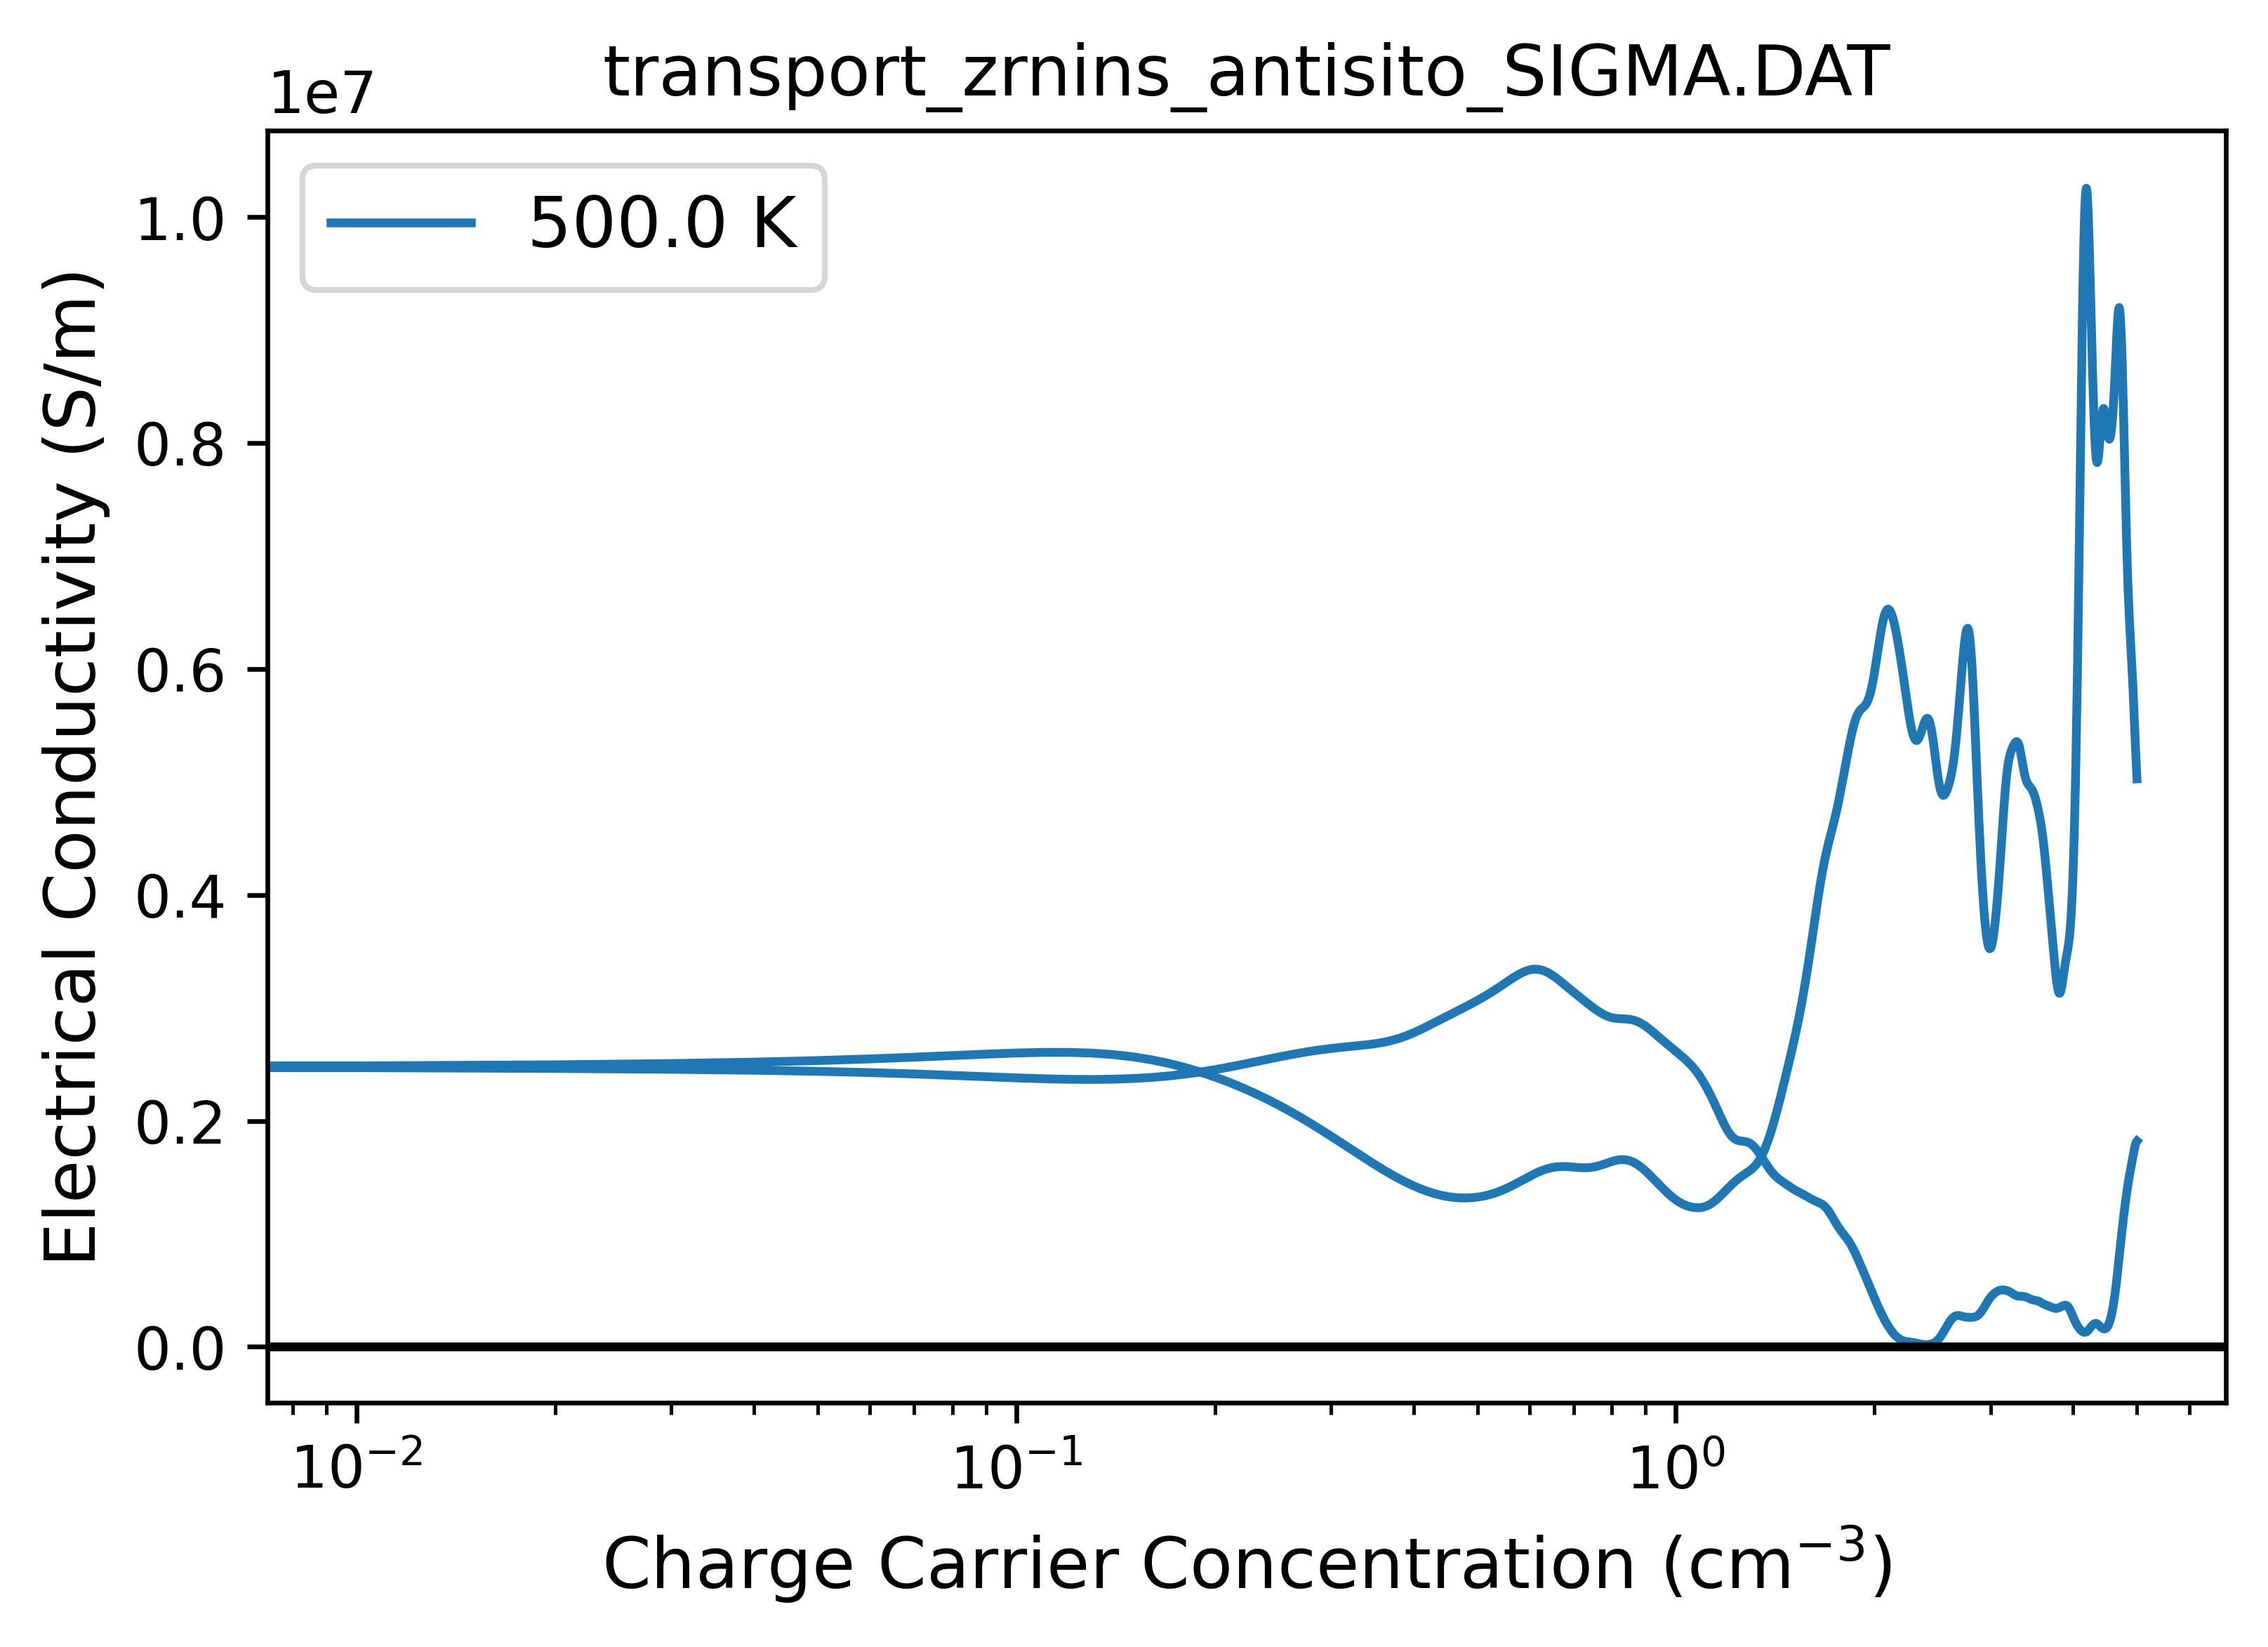 transport_zrnins_antisito_SIGMA.DAT
1e7
500.0 K
Electrical Conductivity (S/m)
1.0
0.8
0.6
0.4
0.2
0.0
10⁻² 10⁻¹ 10⁰
Charge Carrier Concentration (cm⁻³)